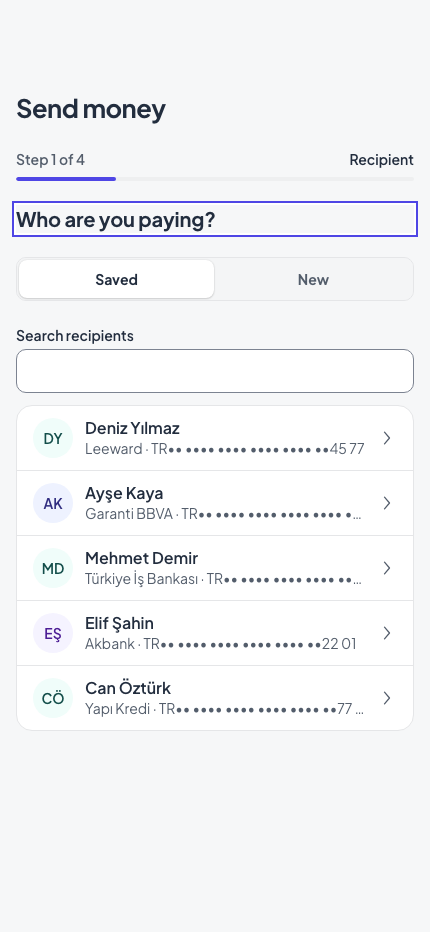 Send money
Step 1 of 4
Recipient
Who are you paying?
Saved
New
Search recipients
DY
Deniz Yılmaz
Leeward · TR•• •••• •••• •••• •••• ••45 77
AK
Ayşe Kaya
Garanti BBVA · TR•• •••• •••• •••• •••• •...
MD
Mehmet Demir
Türkiye İş Bankası · TR•• •••• •••• •••• ••...
EŞ
Elif Şahin
Akbank · TR•• •••• •••• •••• •••• ••22 01
CÖ
Can Öztürk
Yapı Kredi · TR•• •••• •••• •••• •••• ••77 ...